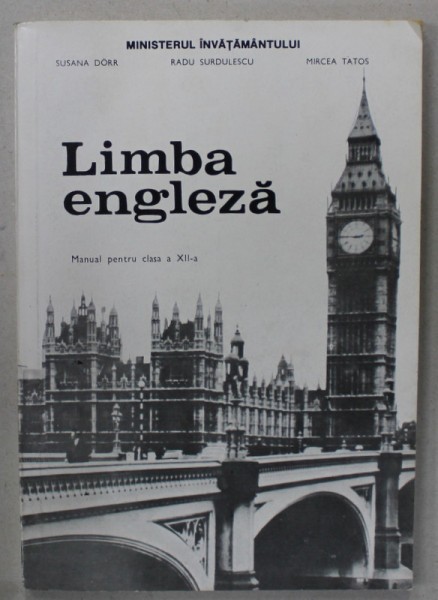 MINISTERUL ÎNVĂȚĂMÂNTULUI
SUSANA DÖRR RADU SURDULESCU MIRCEA TATOS
Limba
engleză
Manual pentru clasa a XII-a